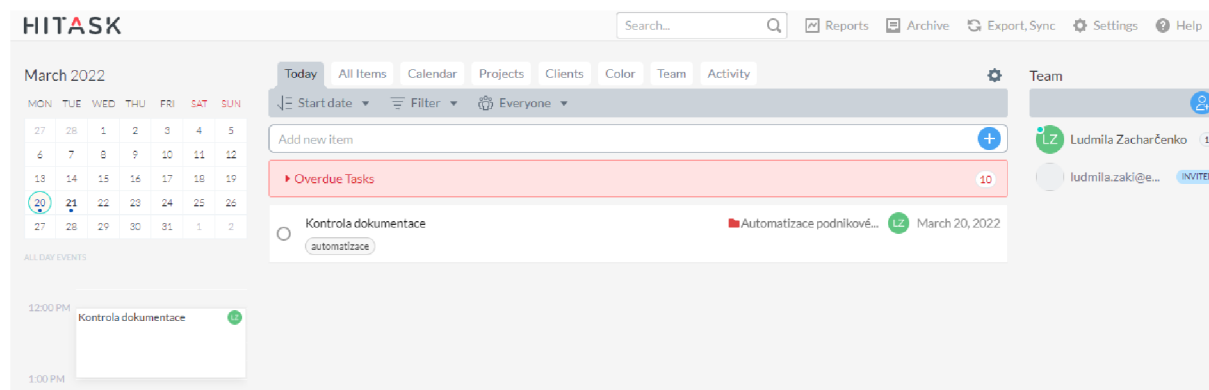 HITASK
Search...
Reports
Archive
Export, Sync
Settings
Help
March 2022
MON TUE WED THU FRI SAT SUN
27 28 1 2 3 4 5
6 7 8 9 10 11 12
13 14 15 16 17 18 19
20 21 22 23 24 25 26
27 28 29 30 31 1 2
ALL DAY EVENTS
12:00 PM
Kontrola dokumentace LZ
1:00 PM
Today All Items Calendar Projects Clients Color Team Activity
Start date Filter Everyone
Add new item
Overdue Tasks 10
Kontrola dokumentace Automatizace podnikové... LZ March 20, 2022
automatizace
Team
LZ Ludmila Zacharčenko 1
ludmila.zakl@e...